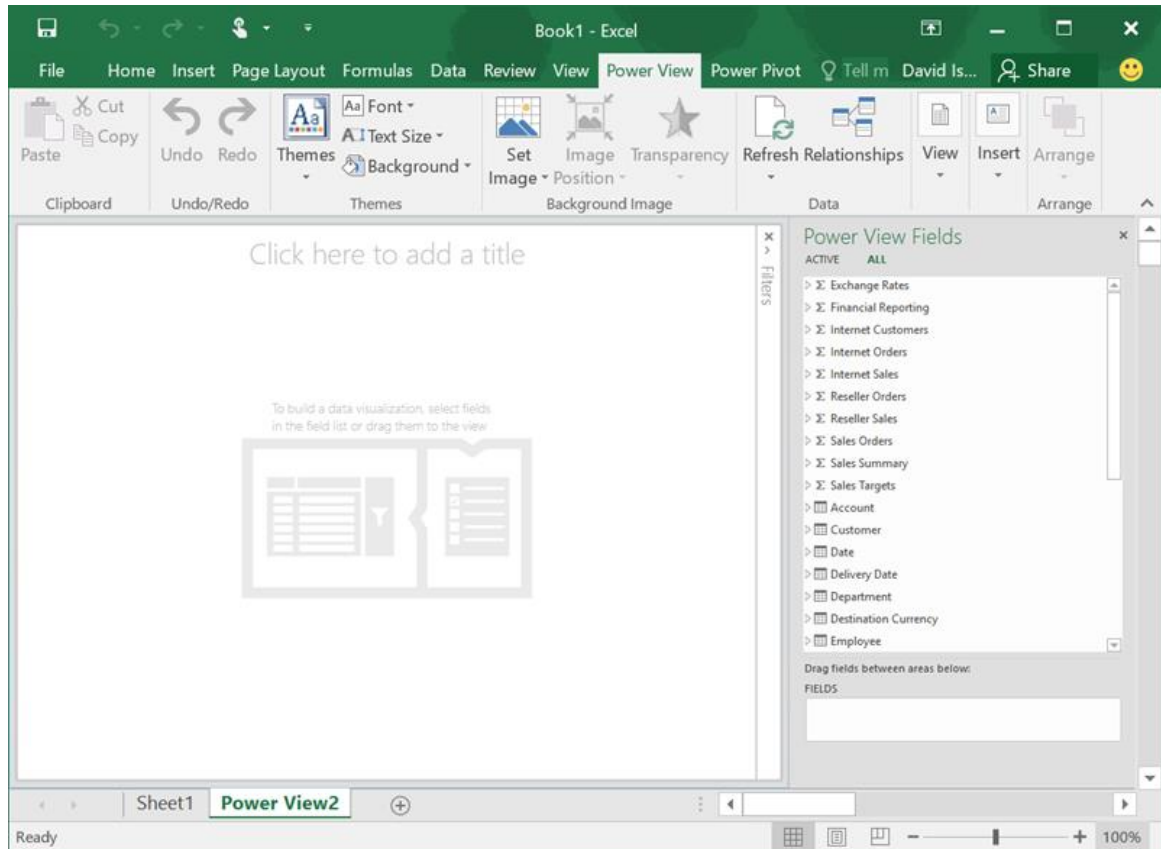 Book1 - Excel
File Home Insert Page Layout Formulas Data Review View Power View Power Pivot Tell m David Is... Share
Paste
Cut
Copy
Clipboard
Undo Redo
Undo/Redo
Themes
Aa Font
A Text Size
Background
Themes
Set Image
Image Position
Transparency
Background Image
Refresh Relationships
Data
View
Insert
Arrange
Arrange
Click here to add a title
Filters
To build a data visualization, select fields
in the field list or drag them to the view
Power View Fields
ACTIVE ALL
Σ Exchange Rates
Σ Financial Reporting
Σ Internet Customers
Σ Internet Orders
Σ Internet Sales
Σ Reseller Orders
Σ Reseller Sales
Σ Sales Orders
Σ Sales Summary
Σ Sales Targets
Account
Customer
Date
Delivery Date
Department
Destination Currency
Employee
Drag fields between areas below:
FIELDS
Sheet1 Power View2
Ready
100%